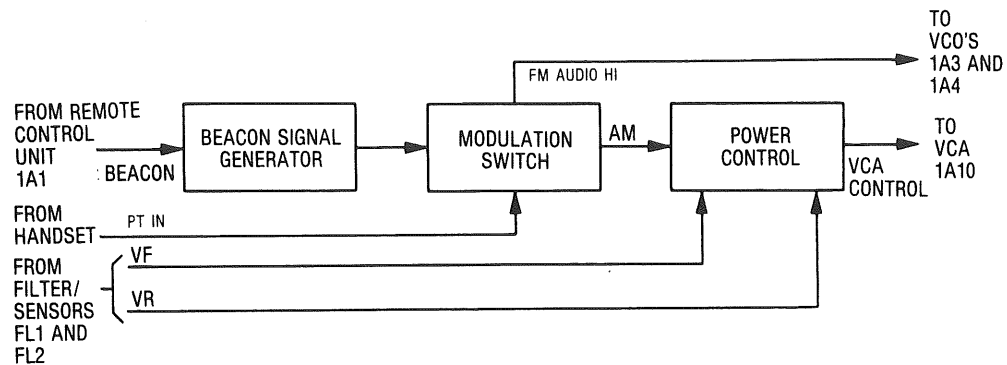 TO
VCO'S
1A3 AND
1A4
FM AUDIO HI
FROM REMOTE
CONTROL
UNIT
1A1
BEACON
BEACON SIGNAL
GENERATOR
MODULATION
SWITCH
AM
POWER
CONTROL
VCA
CONTROL
TO
VCA
1A10
FROM
HANDSET
PT IN
FROM
FILTER/
SENSORS
FL1 AND
FL2
VF
VR